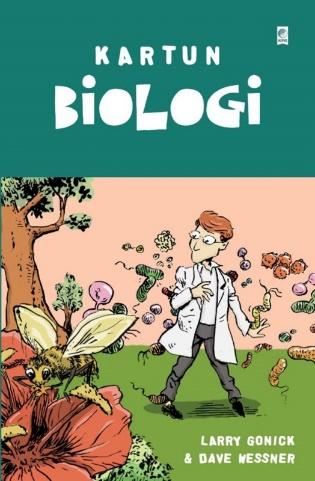 KARTUN
BIOLOGI
LARRY GONICK
& DAVE WESSNER